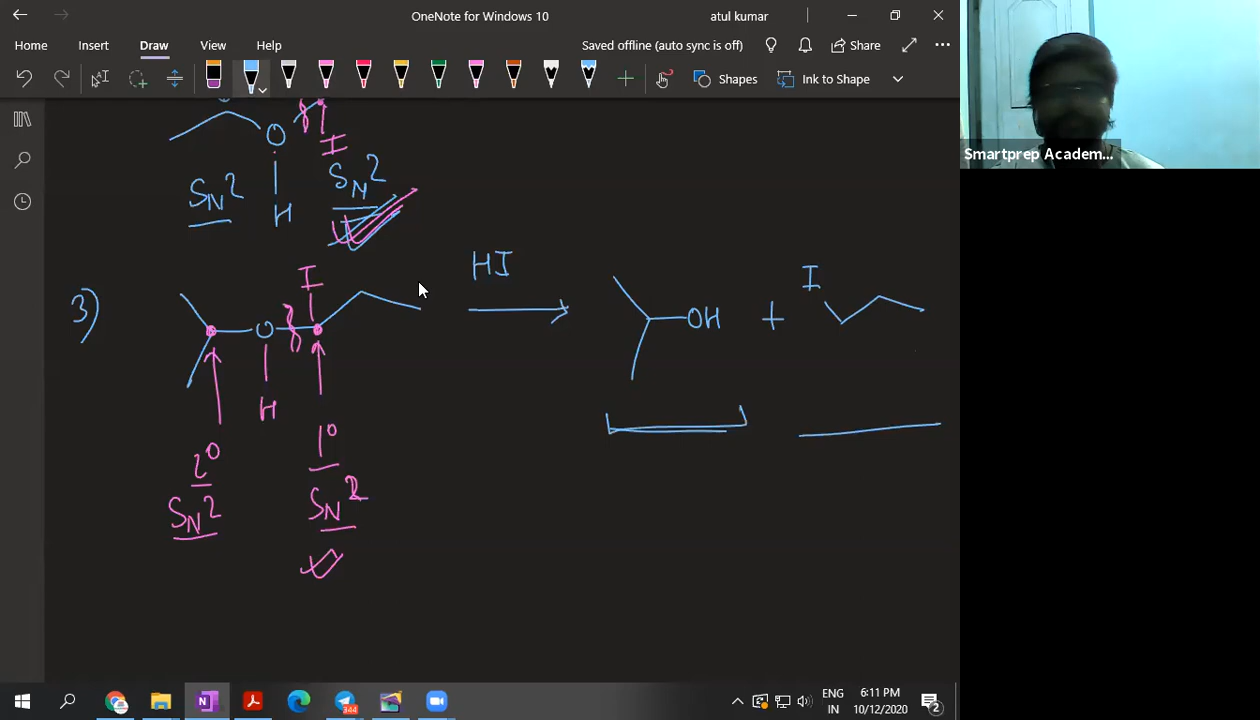 OneNote for Windows 10
atul kumar
Home Insert Draw View Help
Saved offline (auto sync is off)
Share
Shapes
Ink to Shape
Smartprep Academ...
O
I
SN2
SN2
H
3)
I
O
H
2°
SN2
1°
SN2
HI
OH
+
I
344
ENG
IN
6:11 PM
10/12/2020
2